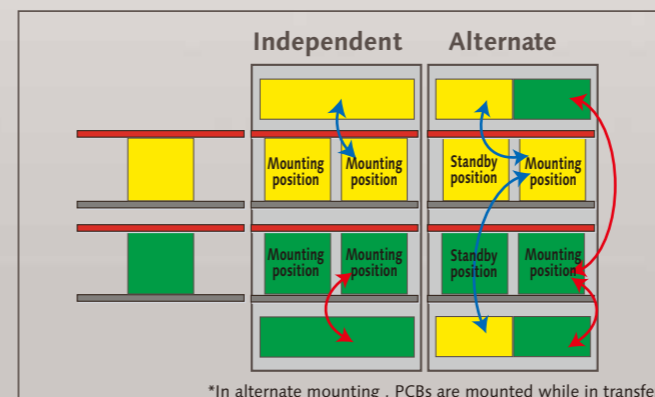 Independent Alternate
Mounting position Mounting position Standby position Mounting position
Mounting position Mounting position Standby position Mounting position
*In alternate mounting , PCBs are mounted while in transfe